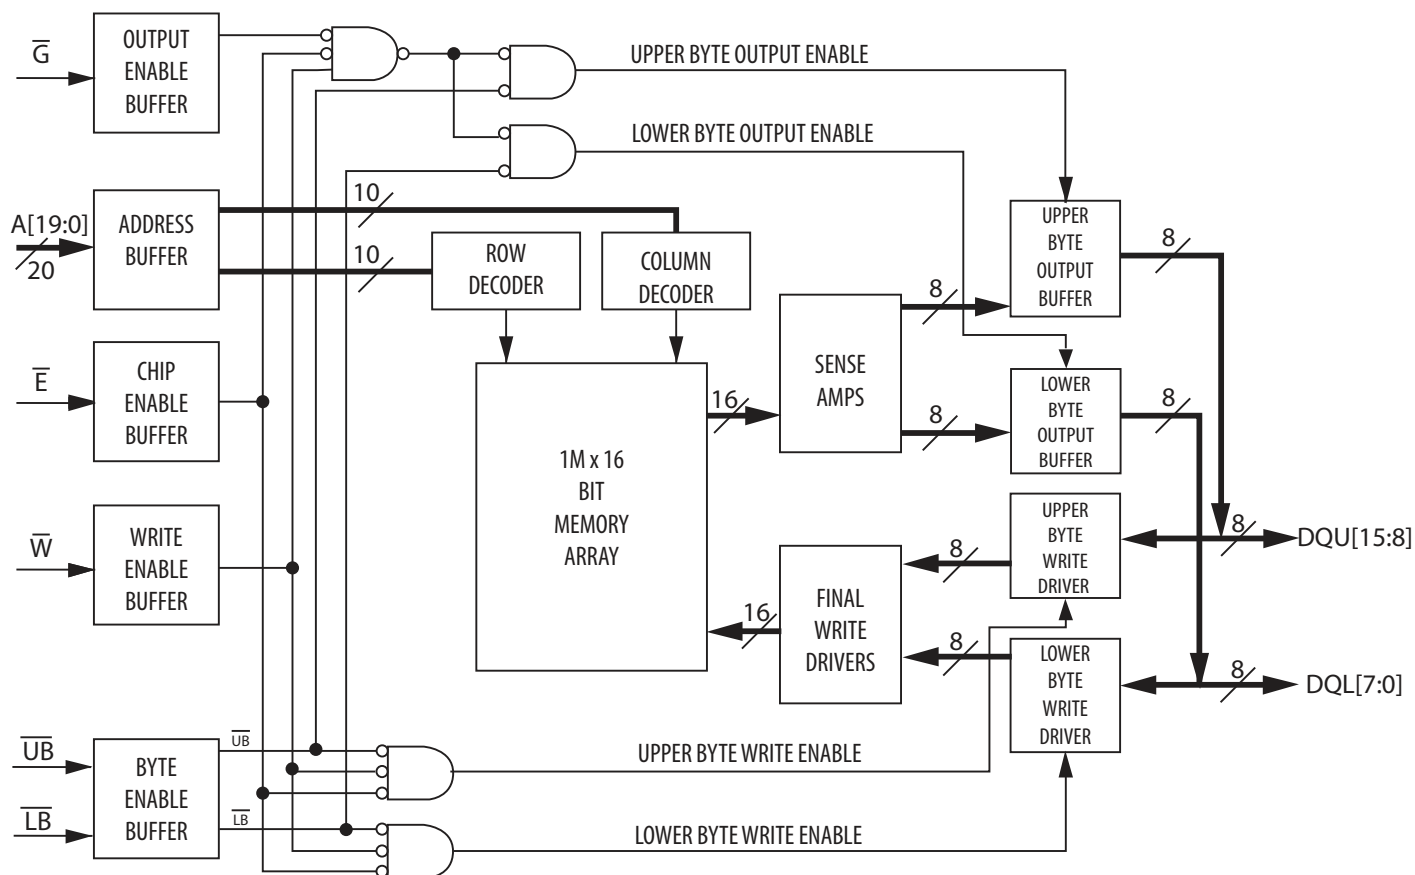 G
OUTPUT
ENABLE
BUFFER
UPPER BYTE OUTPUT ENABLE
LOWER BYTE OUTPUT ENABLE
A[19:0]
20
ADDRESS
BUFFER
10
10
ROW
DECODER
COLUMN
DECODER
UPPER
BYTE
OUTPUT
BUFFER
8
E
CHIP
ENABLE
BUFFER
1M x 16
BIT
MEMORY
ARRAY
16
SENSE
AMPS
8
8
LOWER
BYTE
OUTPUT
BUFFER
8
W
WRITE
ENABLE
BUFFER
16
FINAL
WRITE
DRIVERS
8
8
UPPER
BYTE
WRITE
DRIVER
8
DQU[15:8]
LOWER
BYTE
WRITE
DRIVER
8
DQL[7:0]
UB
LB
BYTE
ENABLE
BUFFER
UB
LB
UPPER BYTE WRITE ENABLE
LOWER BYTE WRITE ENABLE